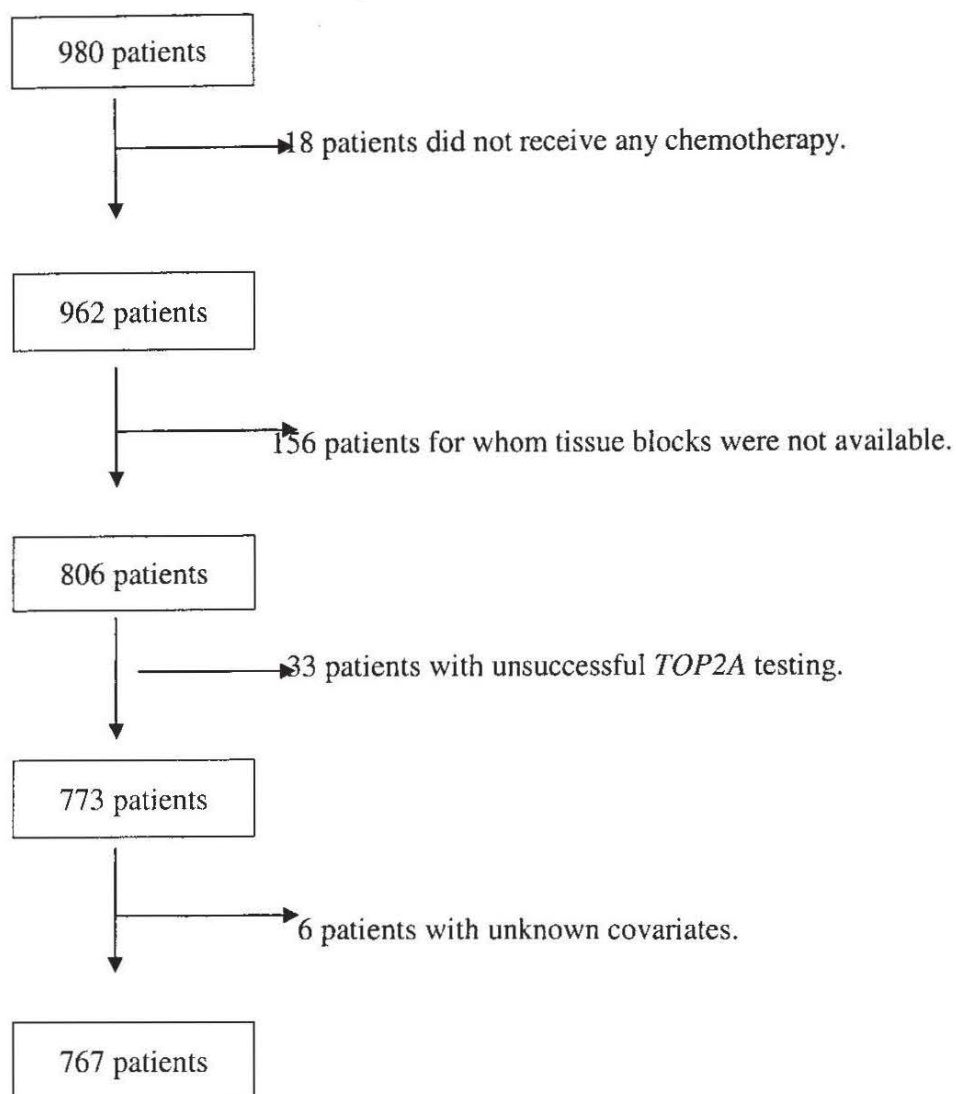 980 patients
18 patients did not receive any chemotherapy.
962 patients
156 patients for whom tissue blocks were not available.
806 patients
33 patients with unsuccessful TOP2A testing.
773 patients
6 patients with unknown covariates.
767 patients